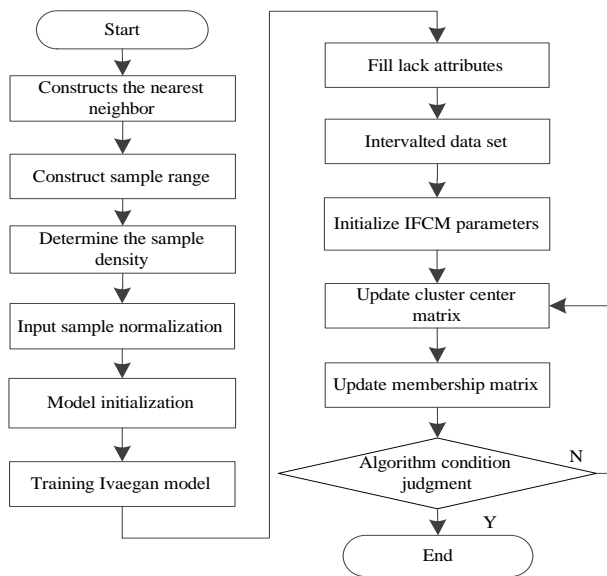 Start
Constructs the nearest
neighbor
Construct sample range
Determine the sample
density
Input sample normalization
Model initialization
Training Ivaegan model
Fill lack attributes
Intervalted data set
Initialize IFCM parameters
Update cluster center
matrix
Update membership matrix
Algorithm condition
judgment
N
Y
End